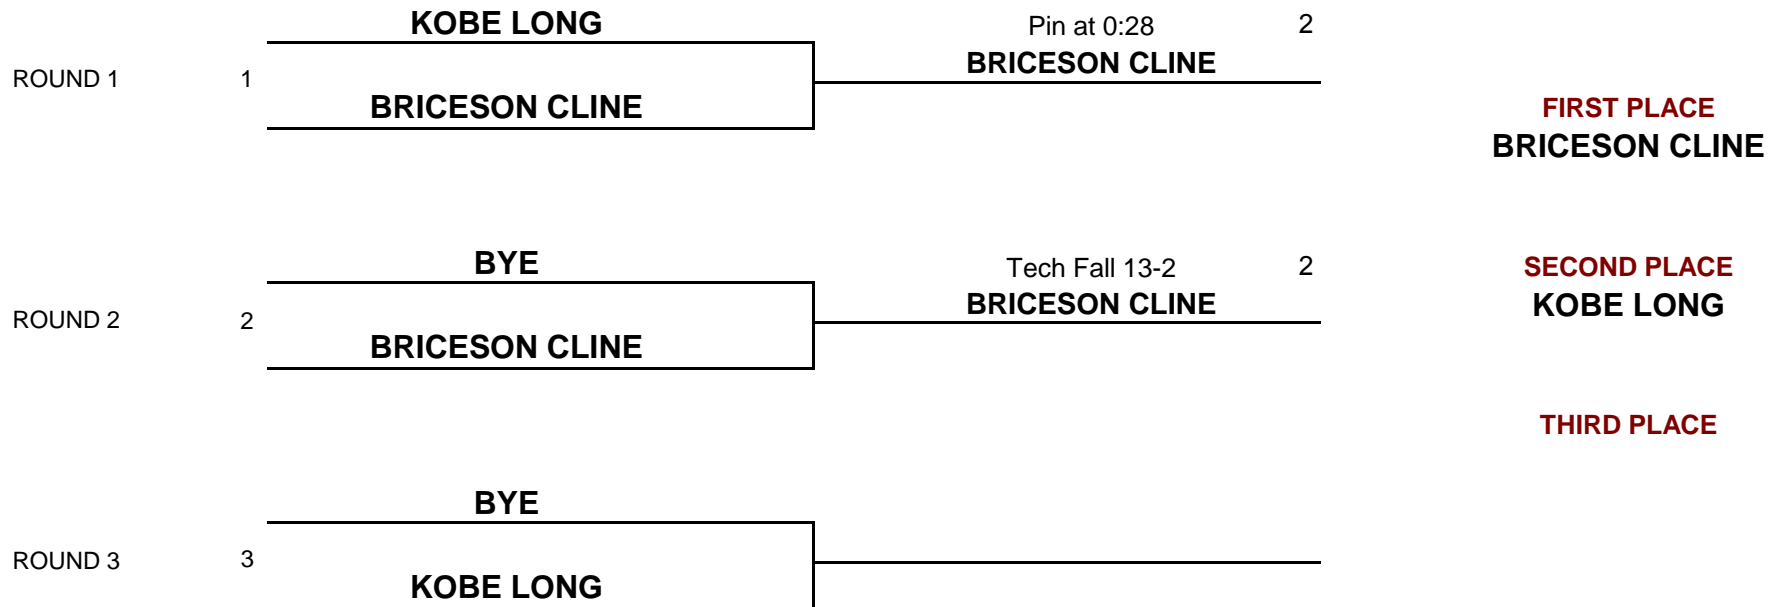 KOBE LONG
Pin at 0:28 2
BRICESON CLINE
ROUND 1 1
BRICESON CLINE
FIRST PLACE
BRICESON CLINE
BYE
Tech Fall 13-2 2
SECOND PLACE
BRICESON CLINE
KOBE LONG
ROUND 2 2
BRICESON CLINE
THIRD PLACE
BYE
ROUND 3 3
KOBE LONG